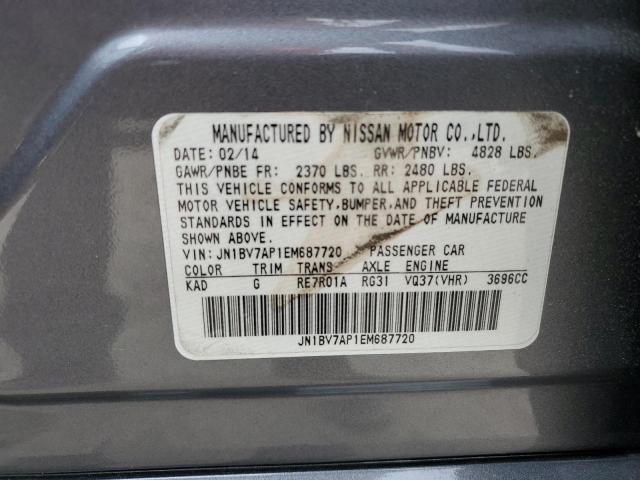 MANUFACTURED BY NISSAN MOTOR CO.,LTD.
DATE: 02/14 GVWR/PNBV: 4828 LBS.
GAWR/PNBE FR: 2370 LBS. RR: 2480 LBS.
THIS VEHICLE CONFORMS TO ALL APPLICABLE FEDERAL
MOTOR VEHICLE SAFETY,BUMPER,AND THEFT PREVENTION
STANDARDS IN EFFECT ON THE DATE OF MANUFACTURE
SHOWN ABOVE.
VIN: JN1BV7AP1EM687720 PASSENGER CAR
COLOR TRIM TRANS AXLE ENGINE
KAD G RE7R01A RG31 VQ37(VHR) 3696CC
JN1BV7AP1EM687720